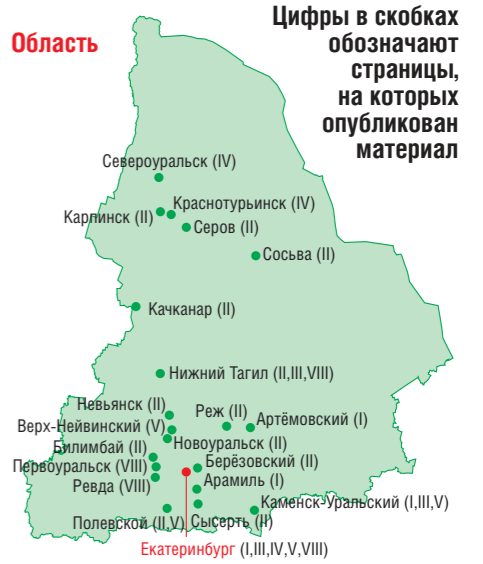 Область
Цифры в скобках
обозначают
страницы,
на которых
опубликован
материал
Североуральск (IV)
Краснотурьинск (IV)
Карпинск (II)
Серов (II)
Сосьва (II)
Качканар (II)
Нижний Тагил (II,III,VIII)
Невьянск (II)
Реж (II)
Артёмовский (I)
Верх-Нейвинский (V)
Новоуральск (II)
Билимбай (II)
Берёзовский (II)
Первоуральск (VIII)
Арамиль (I)
Ревда (VIII)
Каменск-Уральский (I,III,V)
Полевской (II,V)
Сысерть (II)
Екатеринбург (I,III,IV,V,VIII)